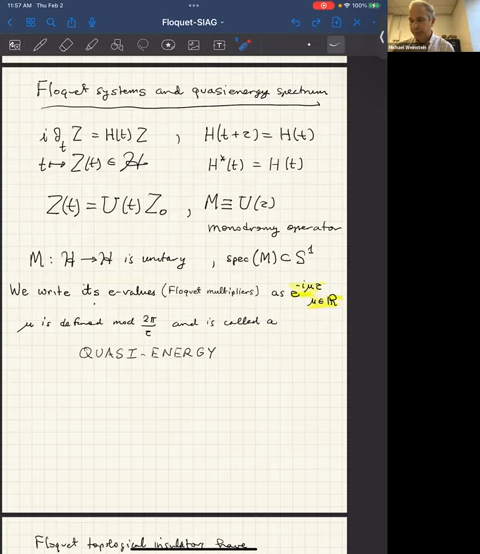 11:57 AM Thu Feb 2
100%
Floquet-SIAG
Michael Weinstein
Floquet systems and quasienergy spectrum
i ∂_t Z = H(t) Z , H(t+τ) = H(t)
t ↦ Z(t) ∈ ℋ H*(t) = H(t)
Z(t) = U(t) Z₀ , M ≡ U(τ)
monodromy operator
M : ℋ → ℋ is unitary , spec(M) ⊂ S¹
We write its e-values (Floquet multipliers) as e^{-iμτ}
μ ∈ ℝ
μ is defined mod 2π/τ and is called a
QUASI-ENERGY
Floquet topological insulator have